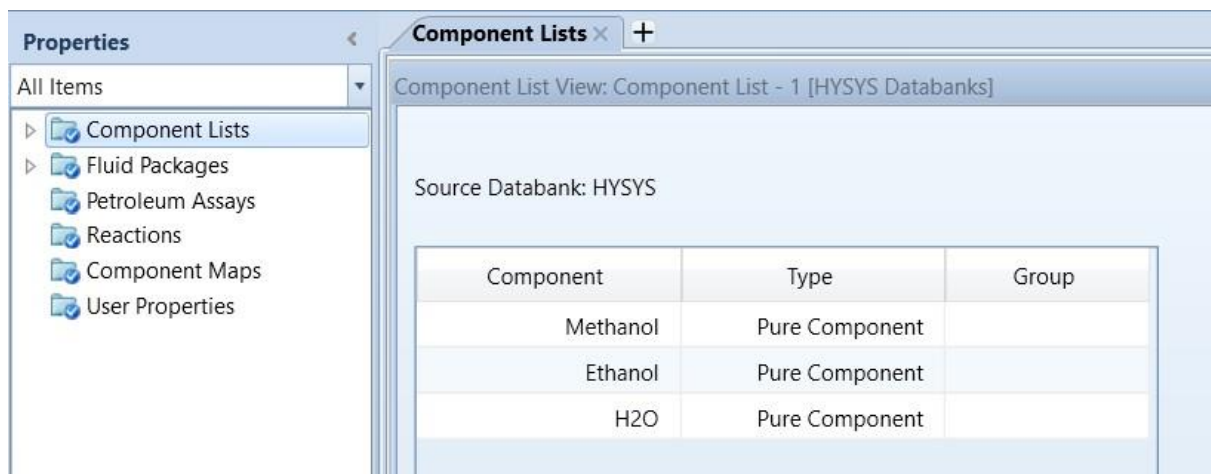 Properties
All Items
Component Lists
Fluid Packages
Petroleum Assays
Reactions
Component Maps
User Properties
Component Lists
Component List View: Component List - 1 [HYSYS Databanks]
Source Databank: HYSYS
Component Type Group
Methanol Pure Component
Ethanol Pure Component
H2O Pure Component